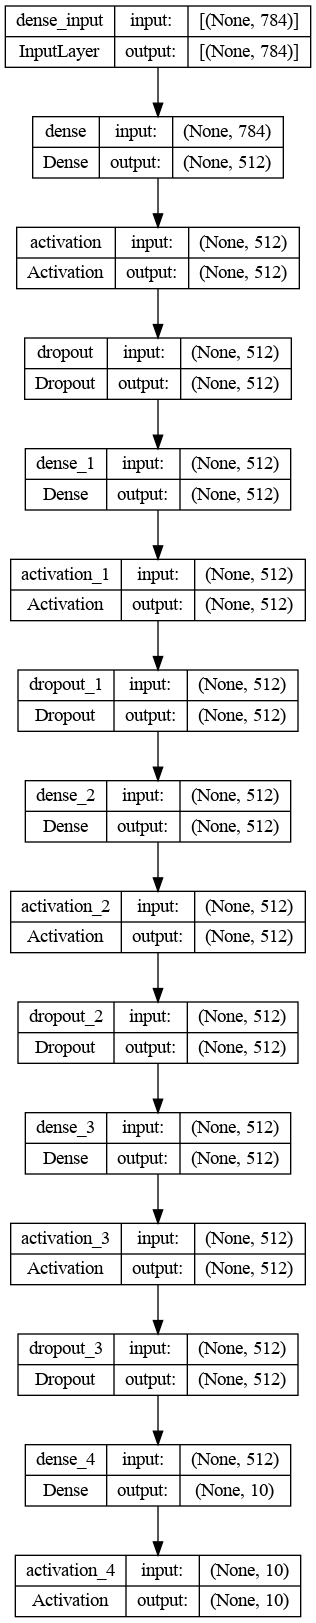 dense_input input: [(None, 784)]
InputLayer output: [(None, 784)]
dense input: (None, 784)
Dense output: (None, 512)
activation input: (None, 512)
Activation output: (None, 512)
dropout input: (None, 512)
Dropout output: (None, 512)
dense_1 input: (None, 512)
Dense output: (None, 512)
activation_1 input: (None, 512)
Activation output: (None, 512)
dropout_1 input: (None, 512)
Dropout output: (None, 512)
dense_2 input: (None, 512)
Dense output: (None, 512)
activation_2 input: (None, 512)
Activation output: (None, 512)
dropout_2 input: (None, 512)
Dropout output: (None, 512)
dense_3 input: (None, 512)
Dense output: (None, 512)
activation_3 input: (None, 512)
Activation output: (None, 512)
dropout_3 input: (None, 512)
Dropout output: (None, 512)
dense_4 input: (None, 512)
Dense output: (None, 10)
activation_4 input: (None, 10)
Activation output: (None, 10)